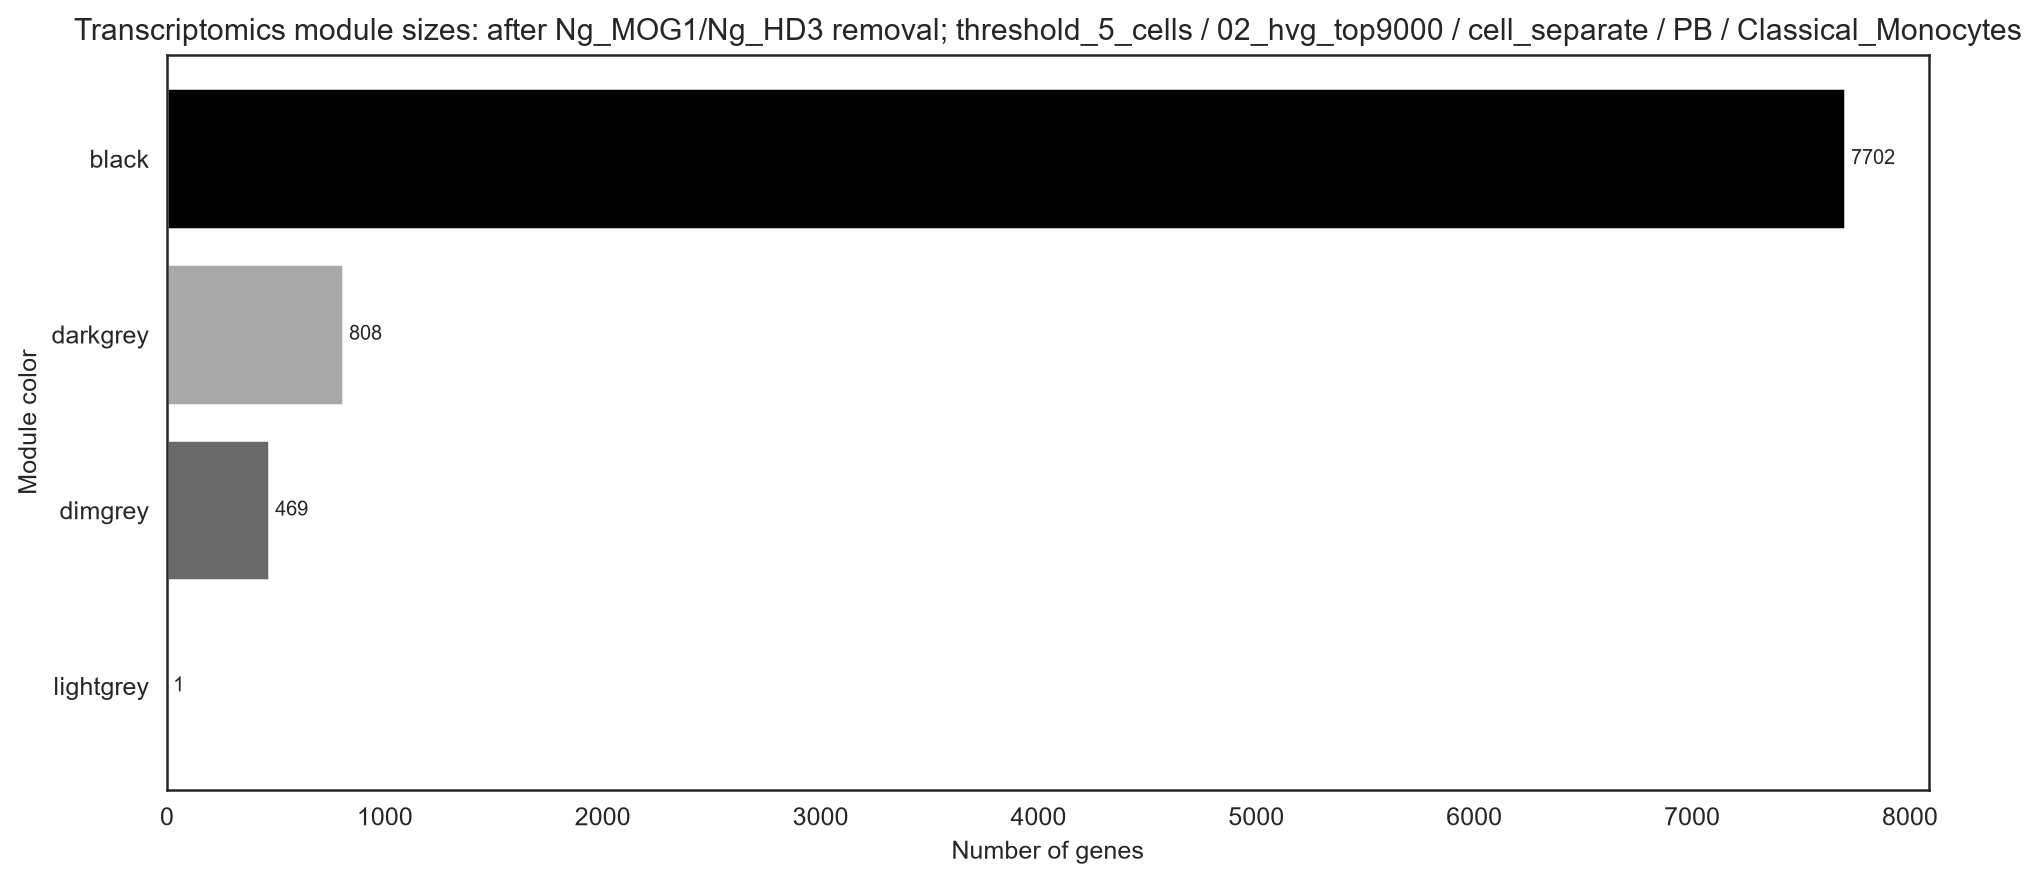 Transcriptomics module sizes: after Ng_MOG1/Ng_HD3 removal; threshold_5_cells / 02_hvg_top9000 / cell_separate / PB / Classical_Monocytes
Module color
black
7702
darkgrey
808
dimgrey
469
lightgrey
1
0 1000 2000 3000 4000 5000 6000 7000 8000
Number of genes